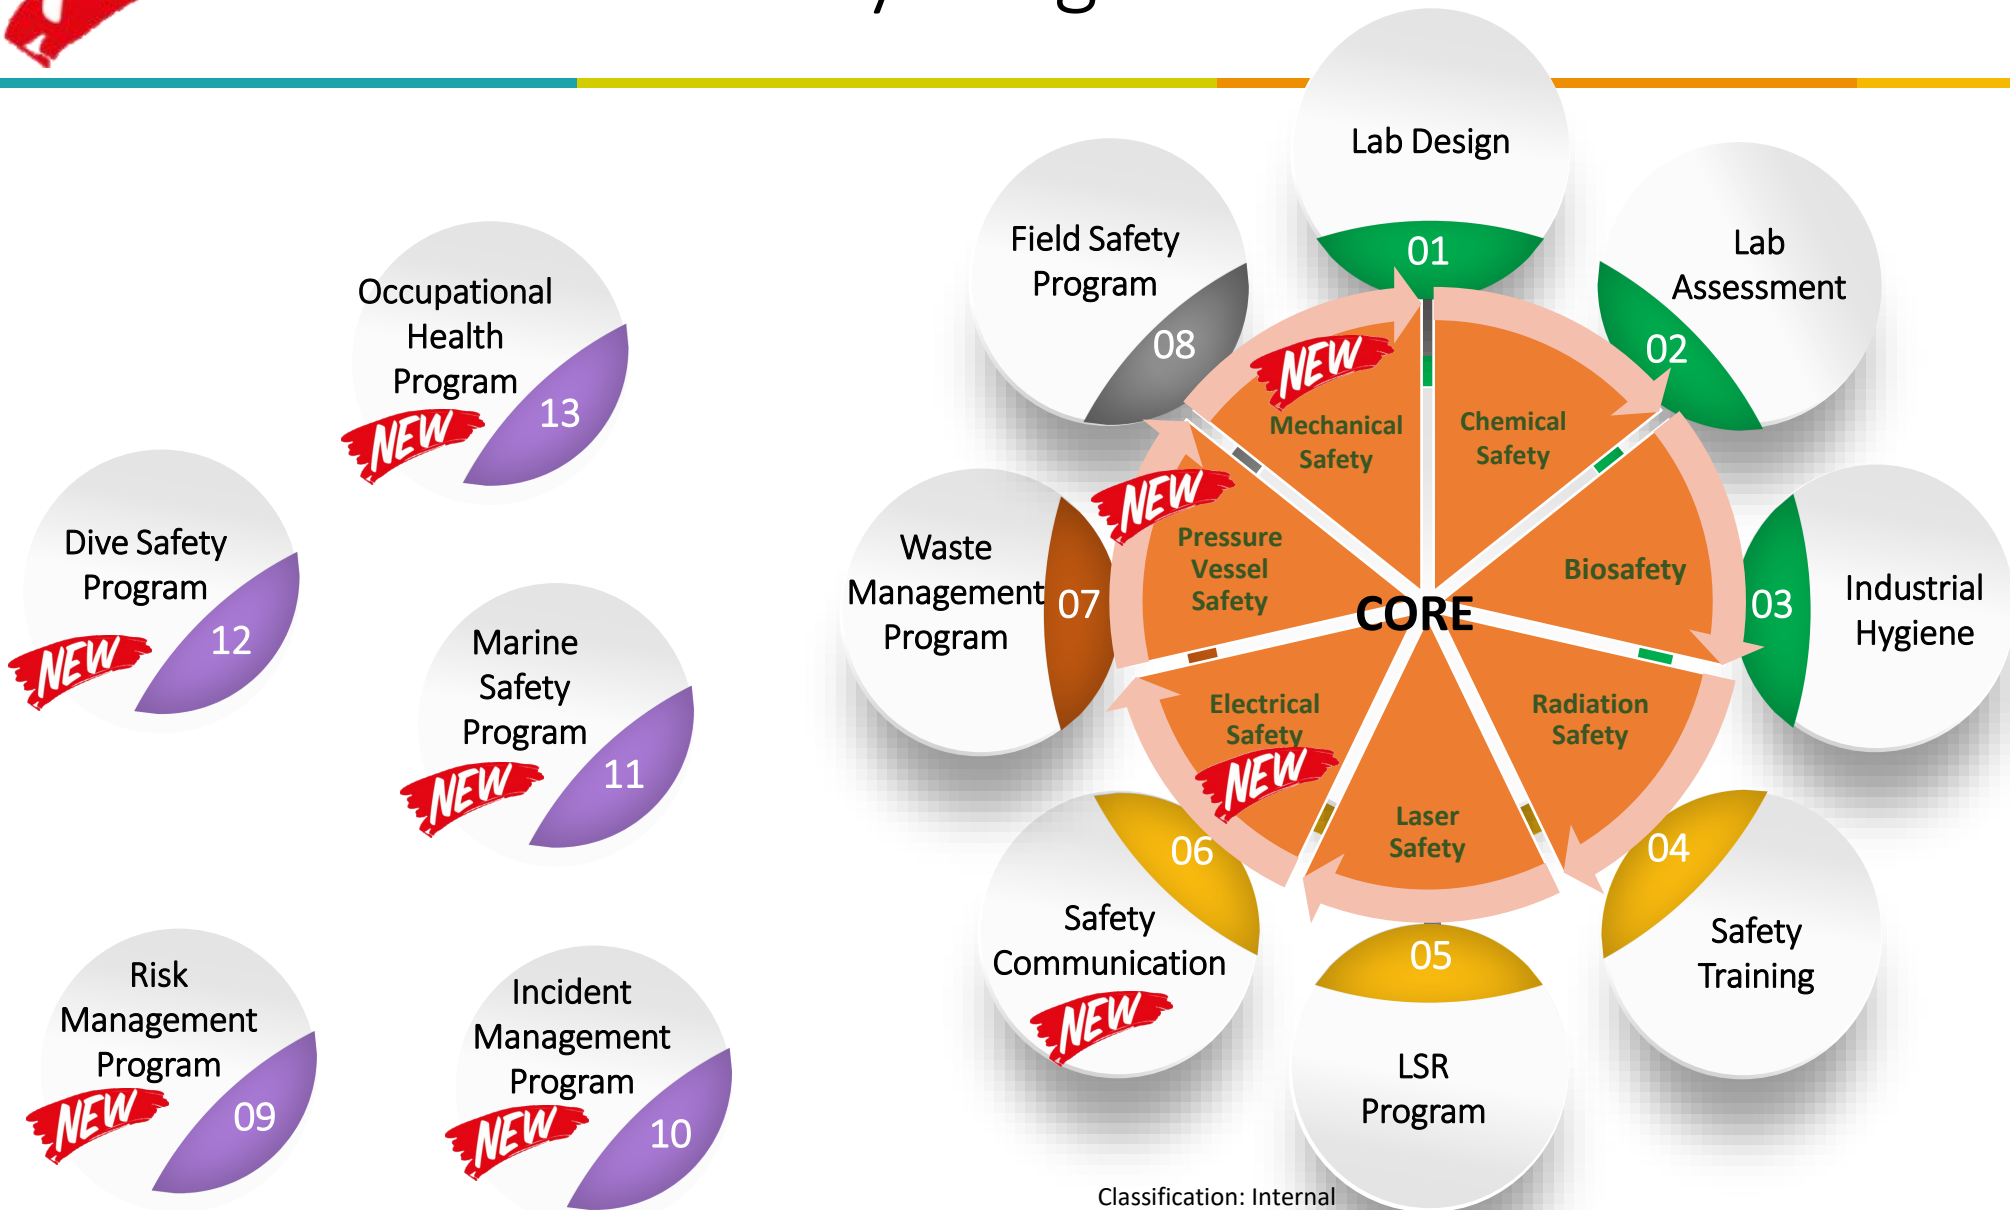 Lab Design
01
Lab
Assessment
02
03
Industrial
Hygiene
04
Safety
Training
05
LSR
Program
06
Safety
Communication
NEW
Waste
Management
Program
07
Field Safety
Program
08
NEW
Mechanical
Safety
Chemical
Safety
Biosafety
Radiation
Safety
Laser
Safety
Electrical
Safety
NEW
NEW
Pressure
Vessel
Safety
CORE
Occupational
Health
Program
NEW
13
Dive Safety
Program
NEW
12
Marine
Safety
Program
NEW
11
Risk
Management
Program
NEW
09
Incident
Management
Program
NEW
10
Classification: Internal